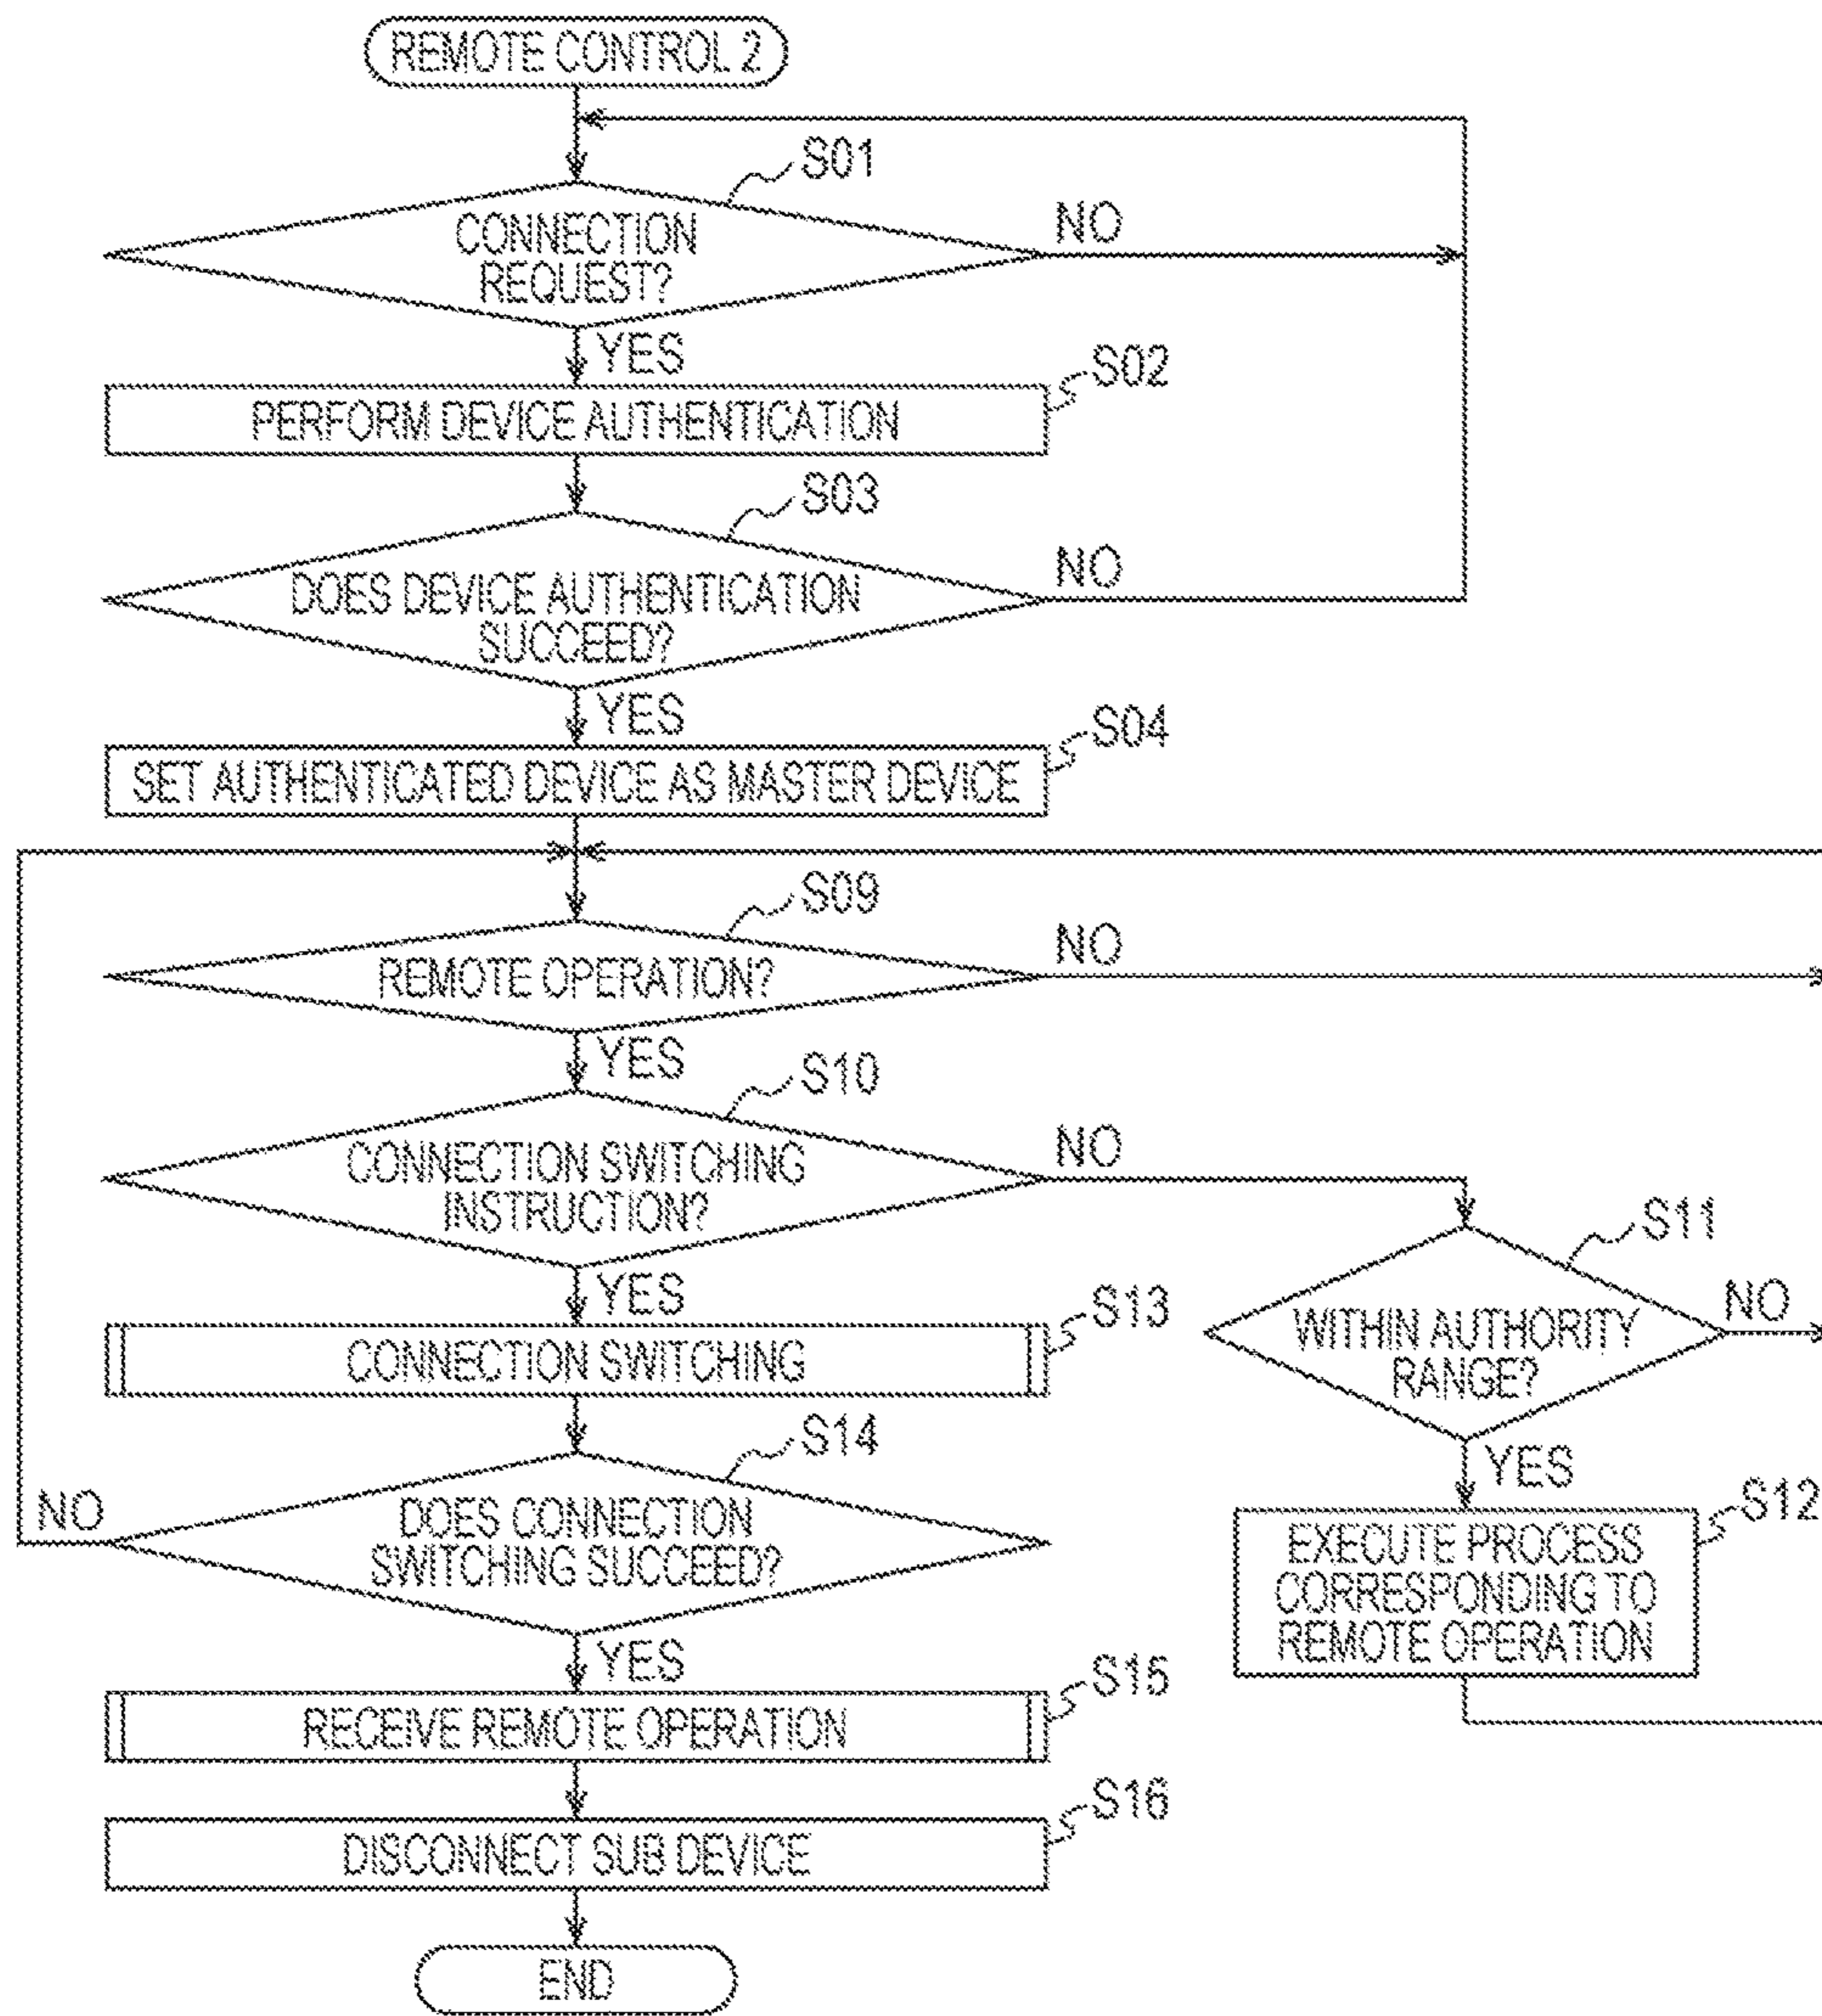 REMOTE CONTROL 2
S01
CONNECTION
REQUEST?
NO
YES
S02
PERFORM DEVICE AUTHENTICATION
S03
DOES DEVICE AUTHENTICATION
SUCCEED?
NO
YES
S04
SET AUTHENTICATED DEVICE AS MASTER DEVICE
S09
REMOTE OPERATION?
NO
YES
S10
CONNECTION SWITCHING
INSTRUCTION?
NO
YES
S11
WITHIN AUTHORITY
RANGE?
NO
YES
S12
EXECUTE PROCESS
CORRESPONDING TO
REMOTE OPERATION
S13
CONNECTION SWITCHING
S14
DOES CONNECTION
SWITCHING SUCCEED?
NO
YES
S15
RECEIVE REMOTE OPERATION
S16
DISCONNECT SUB DEVICE
END